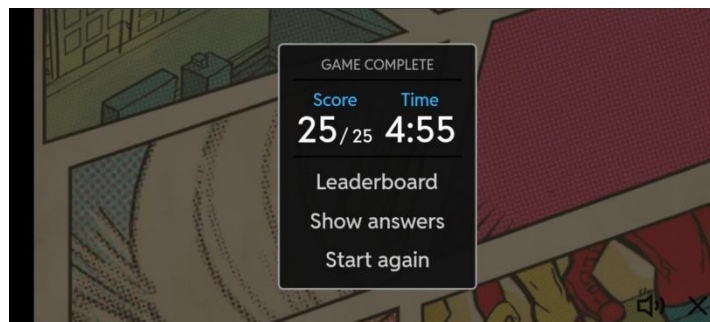 GAME COMPLETE
Score Time
25/25 4:55
Leaderboard
Show answers
Start again